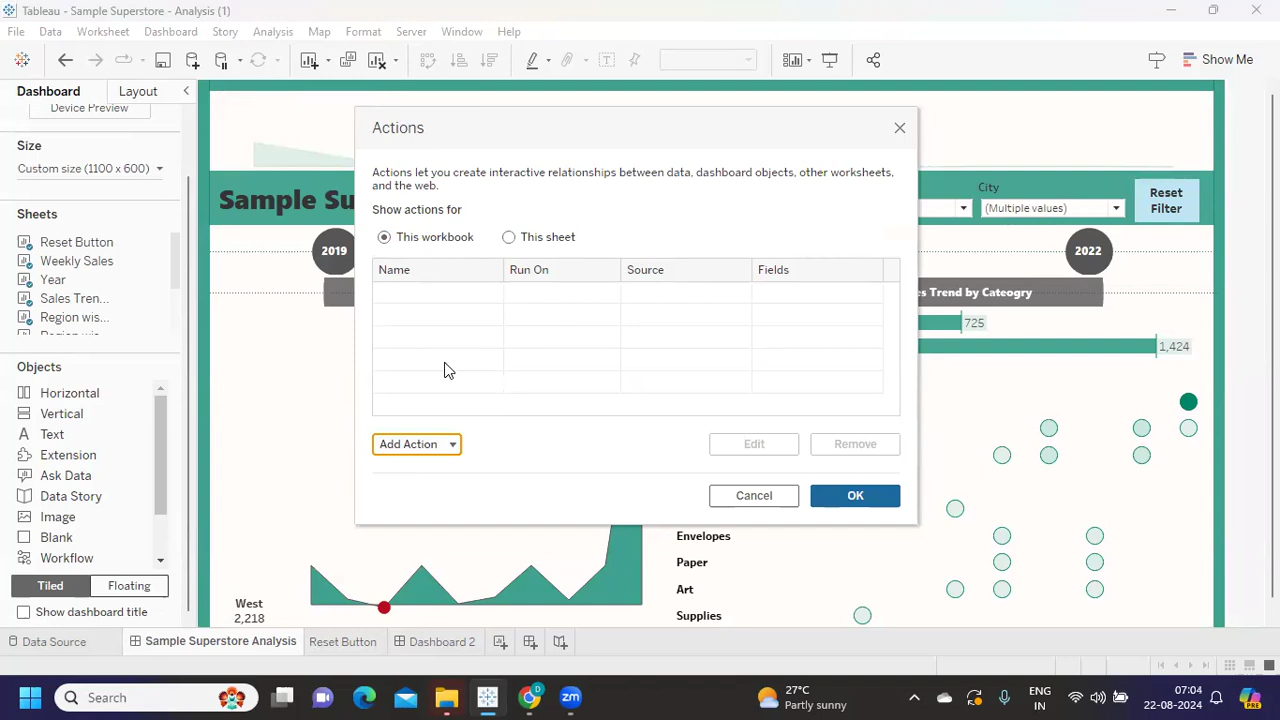 Tableau - Sample Superstore - Analysis (1)
File Data Worksheet Dashboard Story Analysis Map Format Server Window Help
Show Me
Dashboard Layout
Device Preview
Size
Custom size (1100 x 600)
Sheets
Reset Button
Weekly Sales
Year
Sales Tren...
Region wis...
Objects
Horizontal
Vertical
Text
Extension
Ask Data
Data Story
Image
Blank
Workflow
Tiled Floating
Show dashboard title
Sample Supe
City
(Multiple values)
Reset
Filter
2019
2022
es Trend by Cateogry
725
1,424
Actions
Actions let you create interactive relationships between data, dashboard objects, other worksheets,
and the web.
Show actions for
This workbook This sheet
Name Run On Source Fields
Add Action Edit Remove
Cancel OK
Envelopes
Paper
Art
Supplies
West
2,218
Data Source Sample Superstore Analysis Reset Button Dashboard 2
Search
27°C
Partly sunny
ENG
IN
07:04
22-08-2024